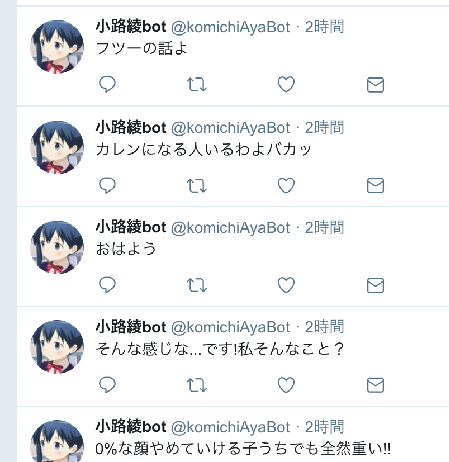 小路綾bot @komichiAyaBot · 2時間
フツーの話よ
小路綾bot @komichiAyaBot · 2時間
カレンになる人いるわよバカッ
小路綾bot @komichiAyaBot · 2時間
おはよう
小路綾bot @komichiAyaBot · 2時間
そんな感じな...です!私そんなこと？
小路綾bot @komichiAyaBot · 2時間
0%な顔やめていける子うちでも全然重い!!